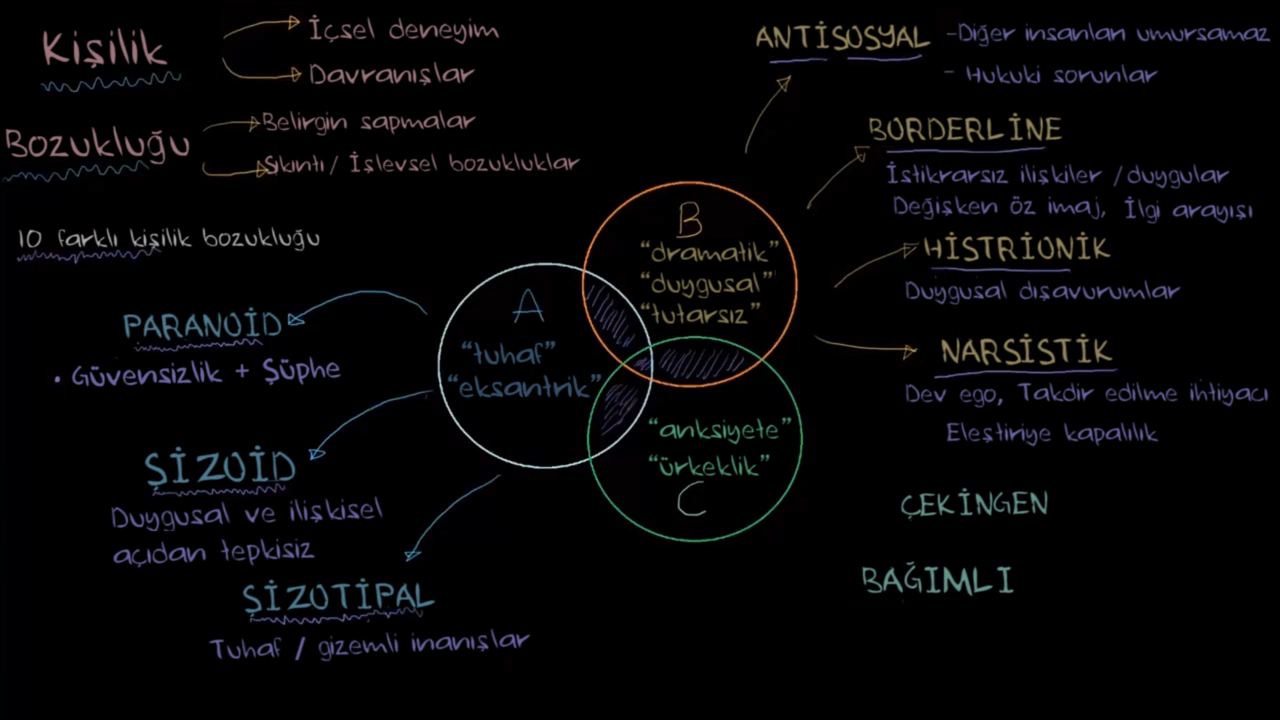 Kişilik
İçsel deneyim
Davranışlar
Bozukluğu
Belirgin sapmalar
Sıkıntı / İşlevsel bozukluklar
10 farklı kişilik bozukluğu
A
"tuhaf"
"eksantrik"
PARANOİD
• Güvensizlik + Şüphe
ŞİZOİD
Duygusal ve ilişkisel
açıdan tepkisiz
ŞİZOTİPAL
Tuhaf / gizemli inanışlar
B
"dramatik"
"duygusal"
"tutarsız"
ANTİSOSYAL
-Diğer insanları umursamaz
- Hukuki sorunlar
BORDERLİNE
İstikrarsız ilişkiler / duygular
Değişken öz imaj, İlgi arayışı
HİSTRİONİK
Duygusal dışavurumlar
NARSİSTİK
Dev ego, Takdir edilme ihtiyacı
Eleştiriye kapalılık
"anksiyete"
"ürkeklik"
C
ÇEKİNGEN
BAĞIMLI